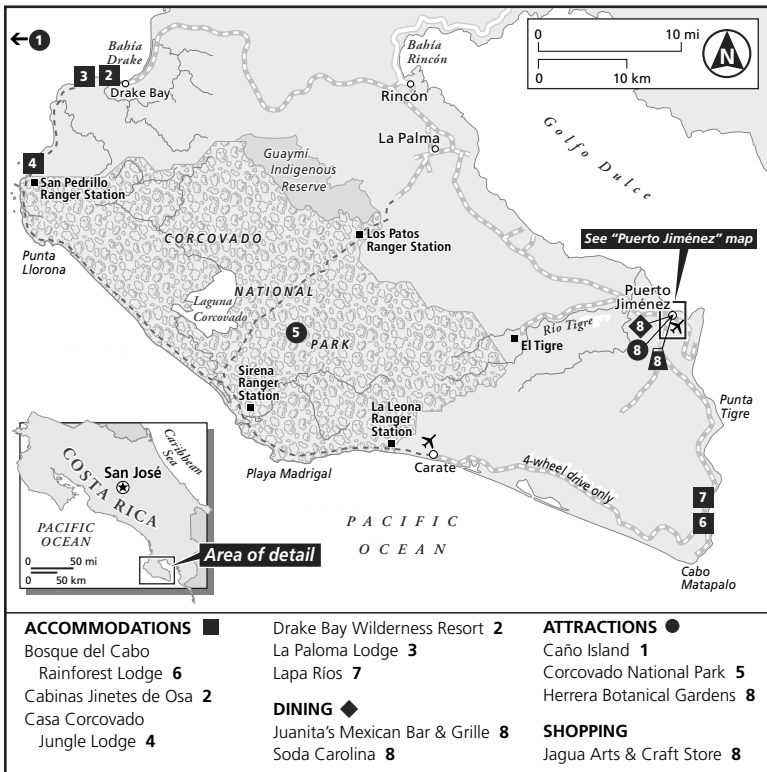 1
Bahía
Drake
3
2
Drake Bay
Bahía
Rincón
Rincón
0 10 mi
0 10 km
N
La Palma
Golfo Dulce
4
San Pedrillo
Ranger Station
Guaymí
Indigenous
Reserve
Los Patos
Ranger Station
Punta
Llorona
CORCOVADO
NATIONAL
PARK
Laguna
Corcovado
5
See “Puerto Jiménez” map
Puerto
Jiménez
8
8
8
Río Tigre
El Tigre
Sirena
Ranger
Station
La Leona
Ranger
Station
Punta
Tigre
Playa Madrigal
Carate
4-wheel drive only
7
6
Cabo
Matapalo
PACIFIC
OCEAN
Caribbean
Sea
San José
COSTA RICA
PACIFIC
OCEAN
0 50 mi
0 50 km
Area of detail
ACCOMMODATIONS
Bosque del Cabo
Rainforest Lodge 6
Cabinas Jinetes de Osa 2
Casa Corcovado
Jungle Lodge 4
Drake Bay Wilderness Resort 2
La Paloma Lodge 3
Lapa Ríos 7
DINING
Juanita’s Mexican Bar & Grille 8
Soda Carolina 8
ATTRACTIONS
Caño Island 1
Corcovado National Park 5
Herrera Botanical Gardens 8
SHOPPING
Jagua Arts & Craft Store 8